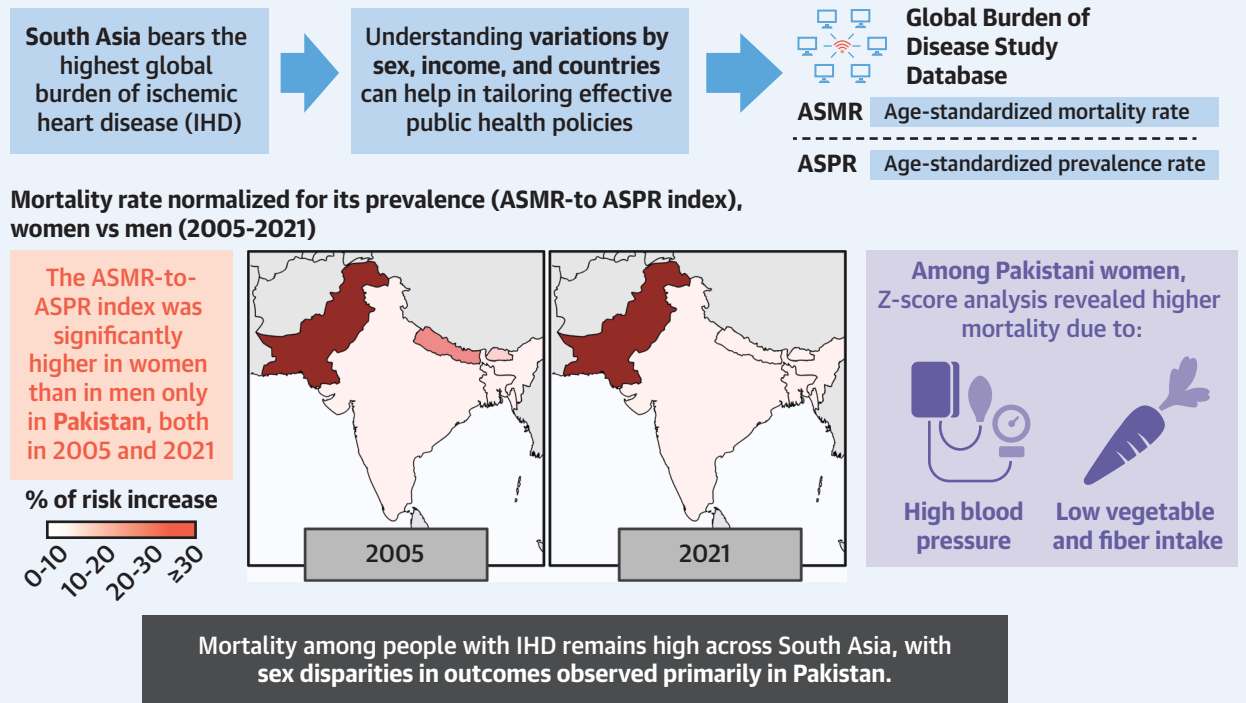 South Asia bears the
highest global
burden of ischemic
heart disease (IHD)
Understanding variations by
sex, income, and countries
can help in tailoring effective
public health policies
Global Burden of
Disease Study
Database
ASMR Age-standardized mortality rate
ASPR Age-standardized prevalence rate
Mortality rate normalized for its prevalence (ASMR-to ASPR index),
women vs men (2005-2021)
The ASMR-to-
ASPR index was
significantly
higher in women
than in men only
in Pakistan, both
in 2005 and 2021
% of risk increase
0-10 10-20 20-30 ≥30
2005
2021
Among Pakistani women,
Z-score analysis revealed higher
mortality due to:
High blood
pressure
Low vegetable
and fiber intake
Mortality among people with IHD remains high across South Asia, with
sex disparities in outcomes observed primarily in Pakistan.